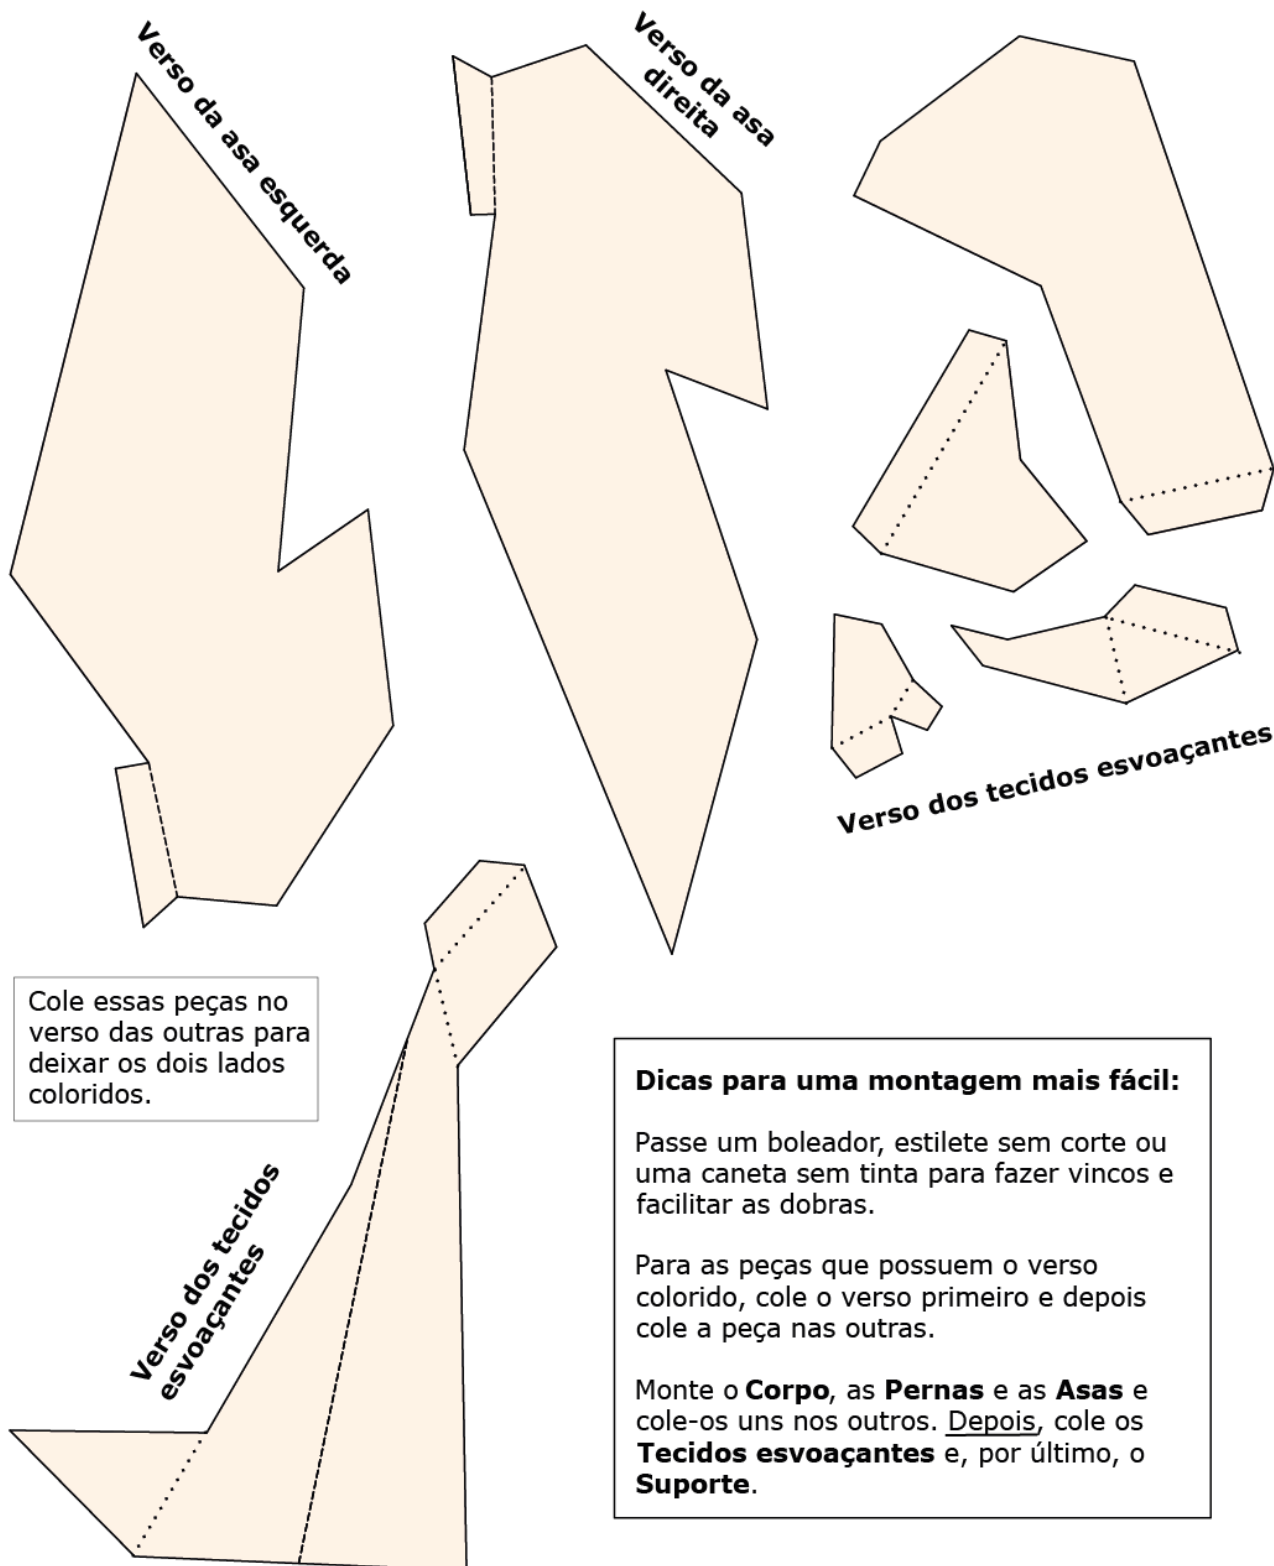 Verso da asa esquerda
Verso da asa
direita
Verso dos tecidos esvoaçantes
Cole essas peças no
verso das outras para
deixar os dois lados
coloridos.
Verso dos tecidos
esvoaçantes
Dicas para uma montagem mais fácil:
Passe um boleador, estilete sem corte ou
uma caneta sem tinta para fazer vincos e
facilitar as dobras.
Para as peças que possuem o verso
colorido, cole o verso primeiro e depois
cole a peça nas outras.
Monte o Corpo, as Pernas e as Asas e
cole-os uns nos outros. Depois, cole os
Tecidos esvoaçantes e, por último, o
Suporte.